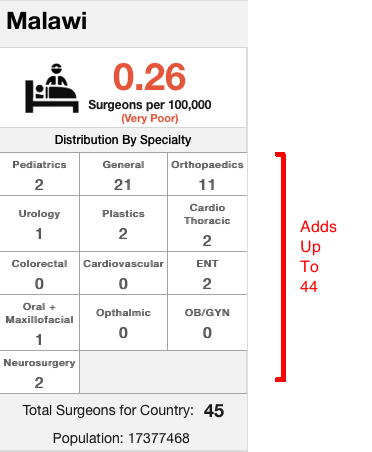 Malawi
0.26
Surgeons per 100,000
(Very Poor)
Distribution By Specialty
Pediatrics General Orthopaedics
2 21 11
Urology Plastics Cardio Thoracic
1 2 2
Colorectal Cardiovascular ENT
0 0 2
Oral + Maxillofacial Opthalmic OB/GYN
1 0 0
Neurosurgery
2
Total Surgeons for Country: 45
Population: 17377468
Adds
Up
To
44